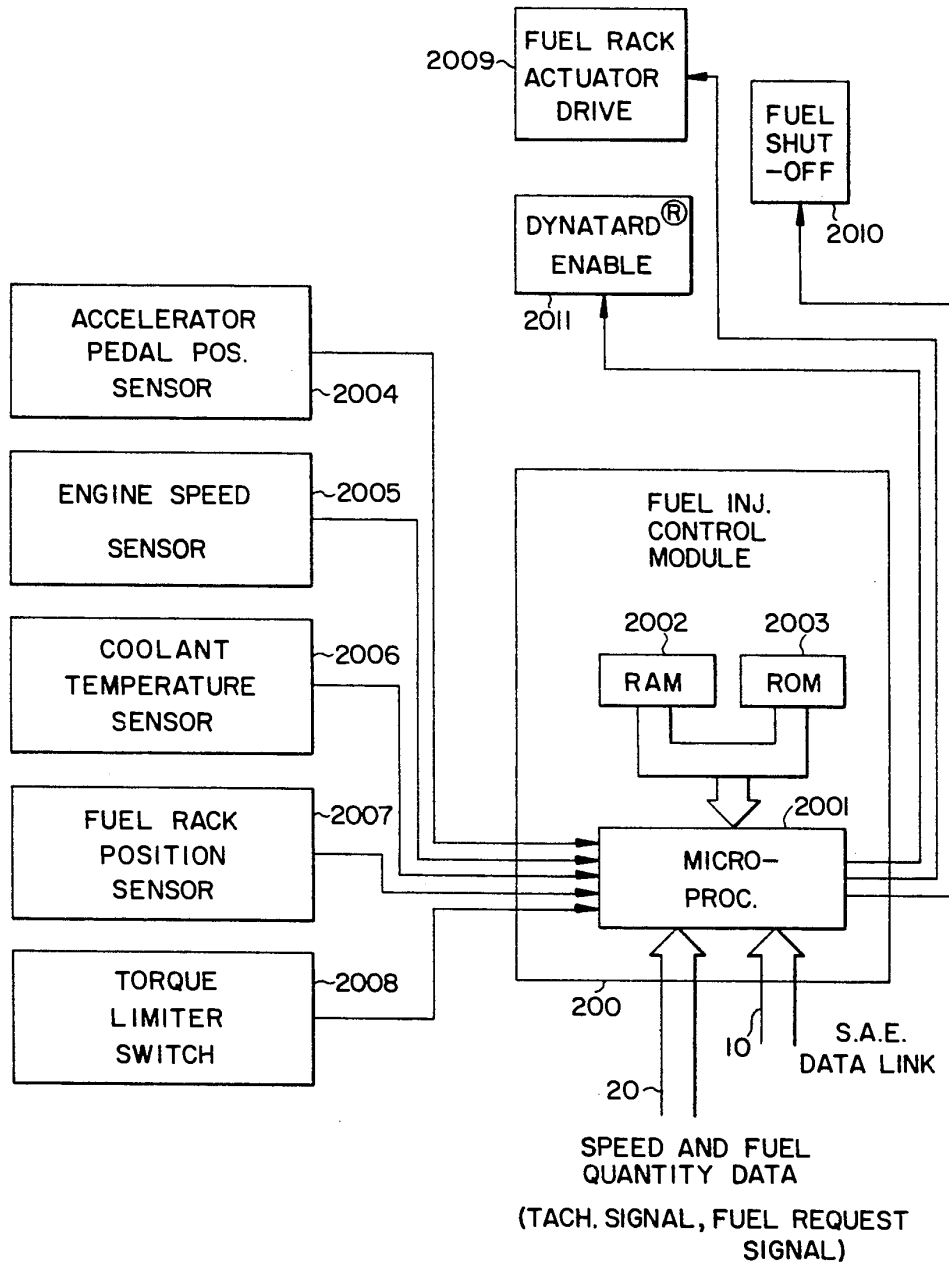 2009
FUEL RACK
ACTUATOR
DRIVE
FUEL
SHUT
-OFF
2010
DYNATARD®
ENABLE
2011
ACCELERATOR
PEDAL POS.
SENSOR
2004
ENGINE SPEED
SENSOR
2005
COOLANT
TEMPERATURE
SENSOR
2006
FUEL RACK
POSITION
SENSOR
2007
TORQUE
LIMITER
SWITCH
2008
FUEL INJ.
CONTROL
MODULE
2002
RAM
2003
ROM
2001
MICRO-
PROC.
200
10
S.A.E.
DATA LINK
20
SPEED AND FUEL
QUANTITY DATA
(TACH. SIGNAL, FUEL REQUEST
SIGNAL)